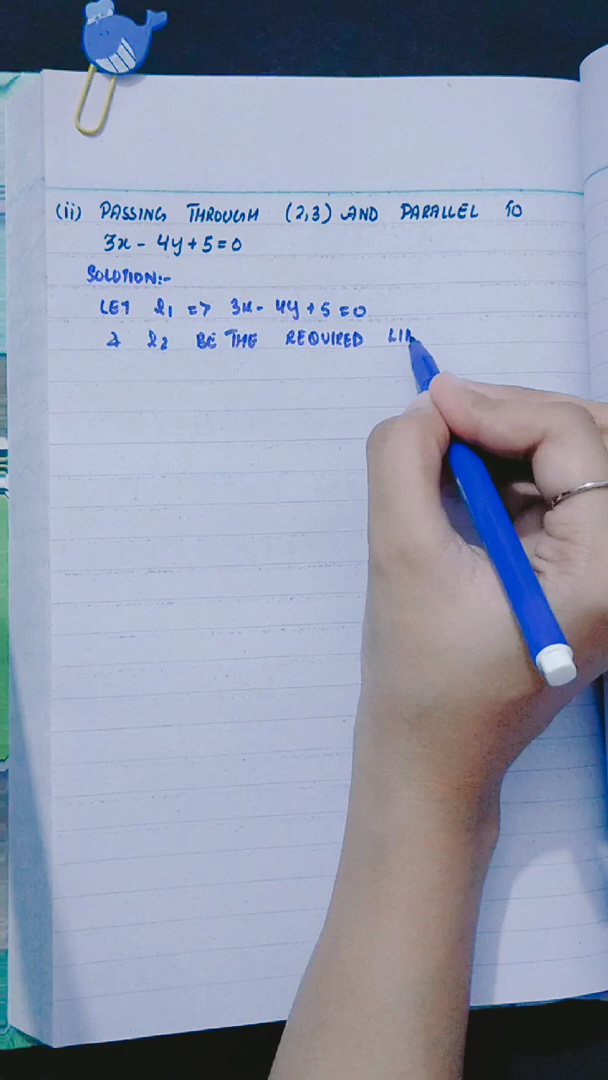 (ii) PASSING THROUGH (2,3) AND PARALLEL TO
3x - 4y + 5 = 0
SOLUTION:-
LET l1 => 3x - 4y + 5 = 0
& l2 BE THE REQUIRED LIN